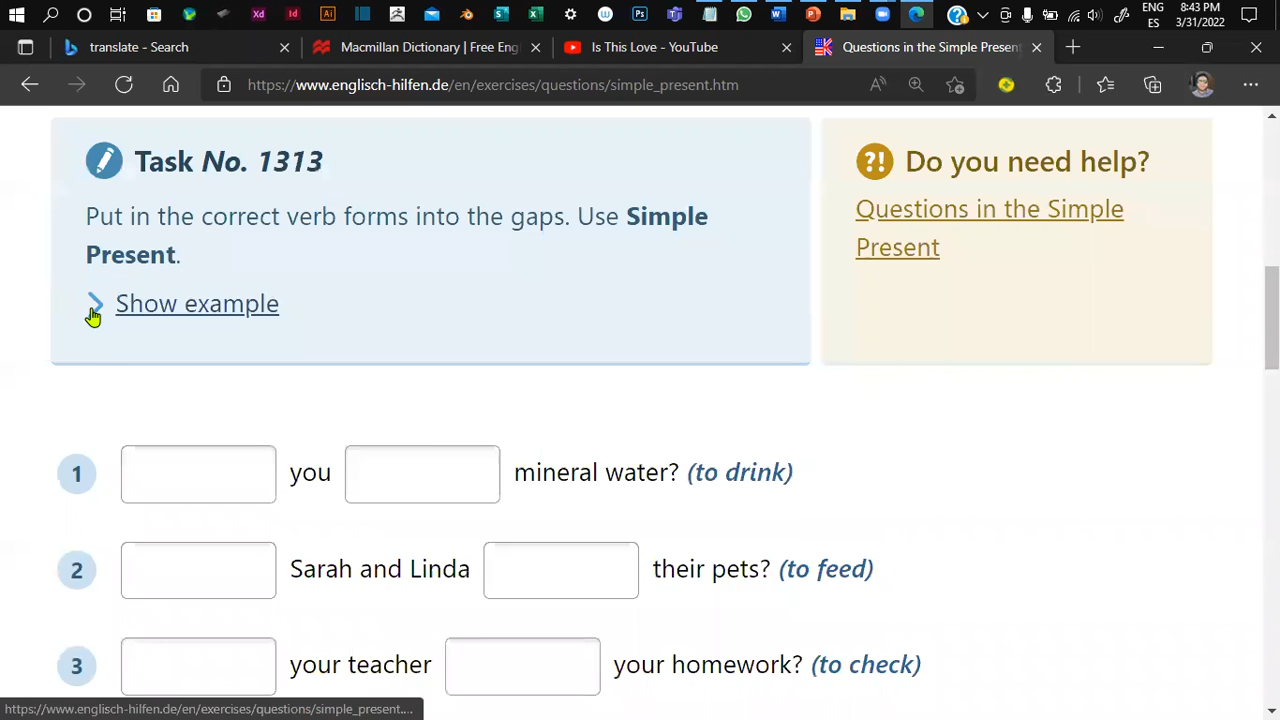 ENG
8:43 PM
ES
3/31/2022
translate - Search
Macmillan Dictionary | Free Eng
Is This Love - YouTube
Questions in the Simple Present
https://www.englisch-hilfen.de/en/exercises/questions/simple_present.htm
Task No. 1313
Put in the correct verb forms into the gaps. Use Simple
Present.
Show example
?! Do you need help?
Questions in the Simple
Present
1 you mineral water? (to drink)
2 Sarah and Linda their pets? (to feed)
3 your teacher your homework? (to check)
https://www.englisch-hilfen.de/en/exercises/questions/simple_present....